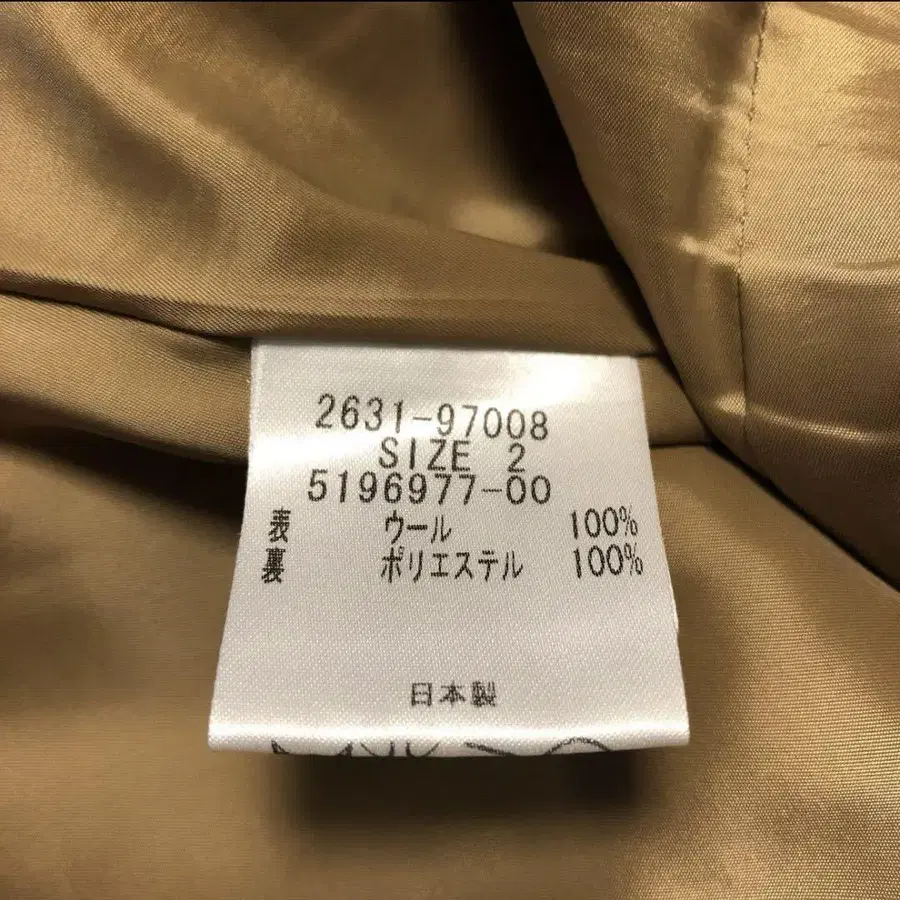 2631-97008
SIZE 2
5196977-00
表 ウール 100%
裏 ポリエステル 100%
日本製